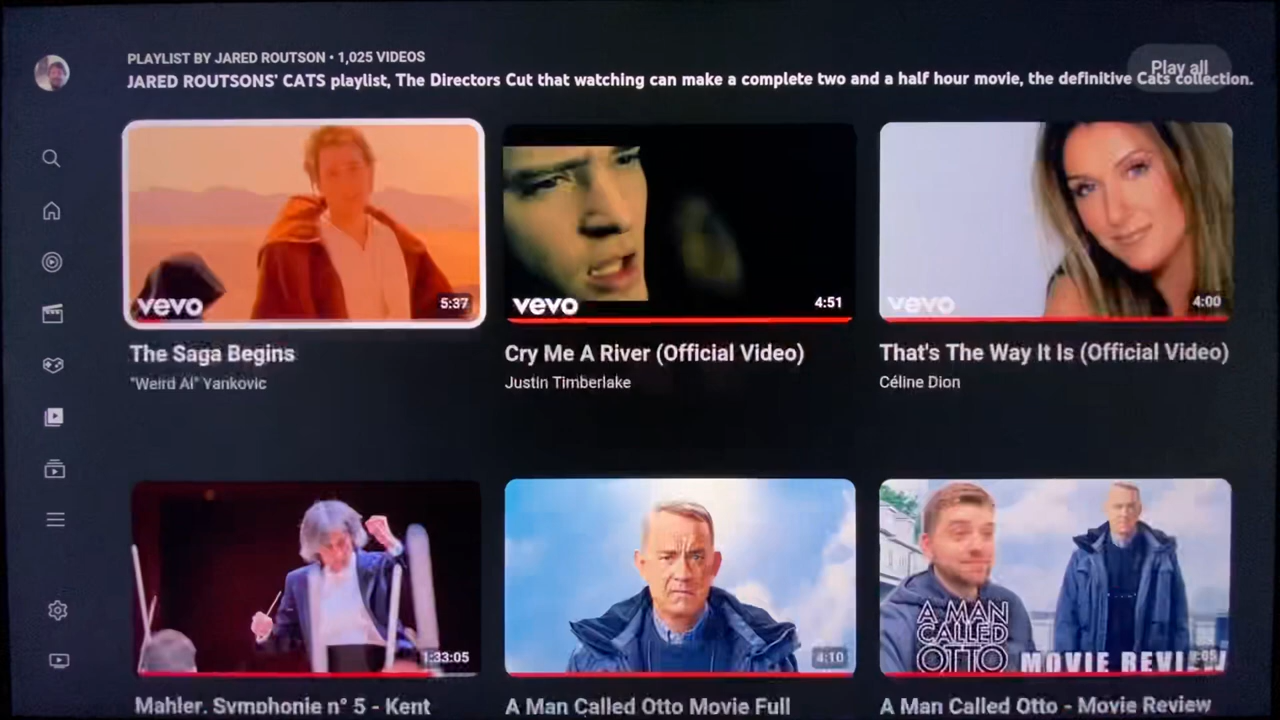 PLAYLIST BY JARED ROUTSON • 1,025 VIDEOS
Play all
JARED ROUTSONS' CATS playlist, The Directors Cut that watching can make a complete two and a half hour movie, the definitive Cats collection.
vevo
5:37
vevo
4:51
vevo
4:00
The Saga Begins
Cry Me A River (Official Video)
That's The Way It Is (Official Video)
"Weird Al" Yankovic
Justin Timberlake
Céline Dion
1:33:05
4:10
A MAN
CALLED
OTTO
MOVIE REVIEW
:05
Mahler. Symphonie n° 5 - Kent
A Man Called Otto Movie Full
A Man Called Otto - Movie Review